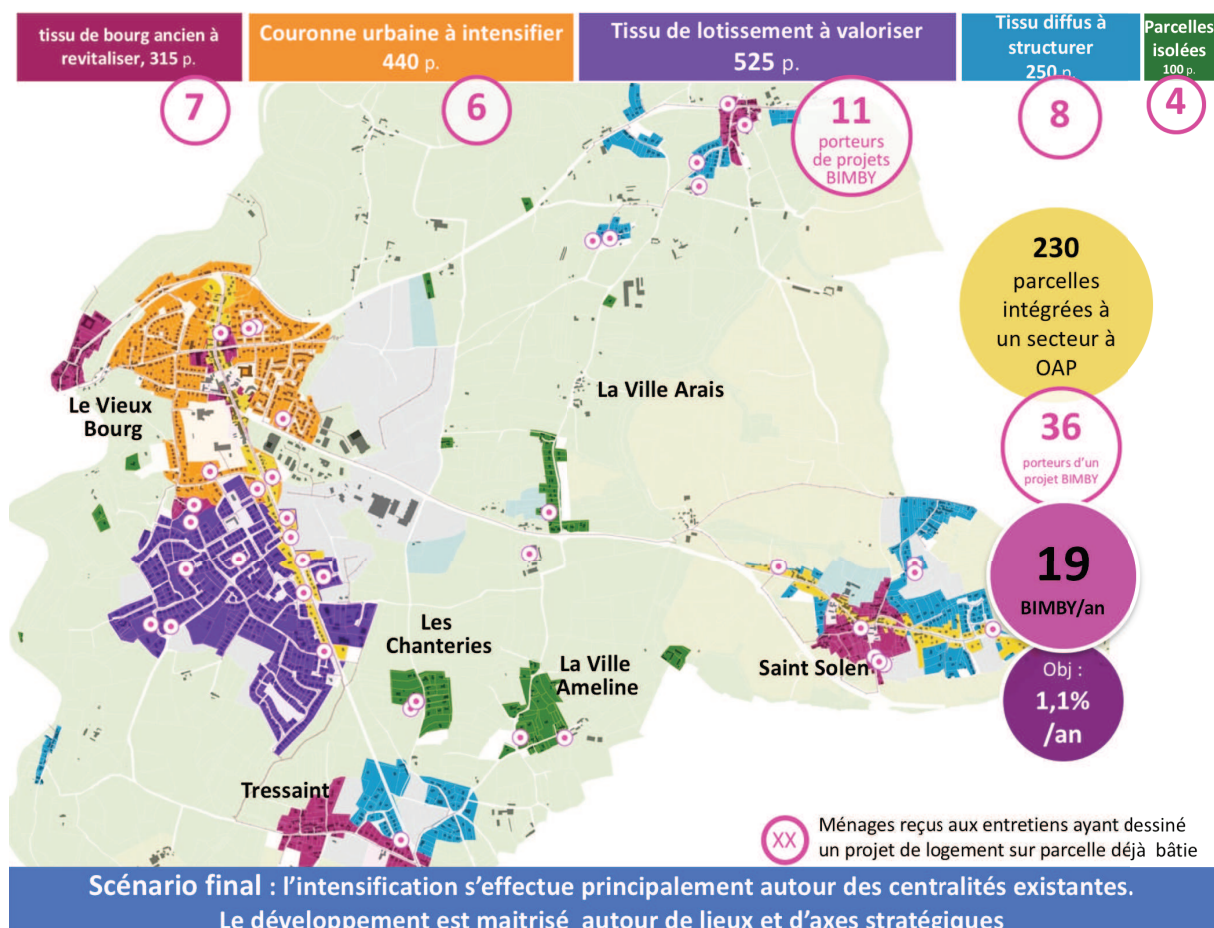 tissu de bourg ancien à
revitaliser, 315 p.
Couronne urbaine à intensifier
440 p.
Tissu de lotissement à valoriser
525 p.
Tissu diffus à
structurer
250 p.
Parcelles
isolées
100 p.
7
6
11
porteurs
de projets
BIMBY
8
4
230
parcelles
intégrées à
un secteur à
OAP
La Ville Arais
Le Vieux
Bourg
36
porteurs d'un
projet BIMBY
19
BIMBY/an
Les
Chanteries
La Ville
Ameline
Saint Solen
Obj :
1,1%
/an
Tressaint
XX
Ménages reçus aux entretiens ayant dessiné
un projet de logement sur parcelle déjà bâtie
Scénario final : l'intensification s'effectue principalement autour des centralités existantes.
Le développement est maitrisé autour de lieux et d'axes stratégiques